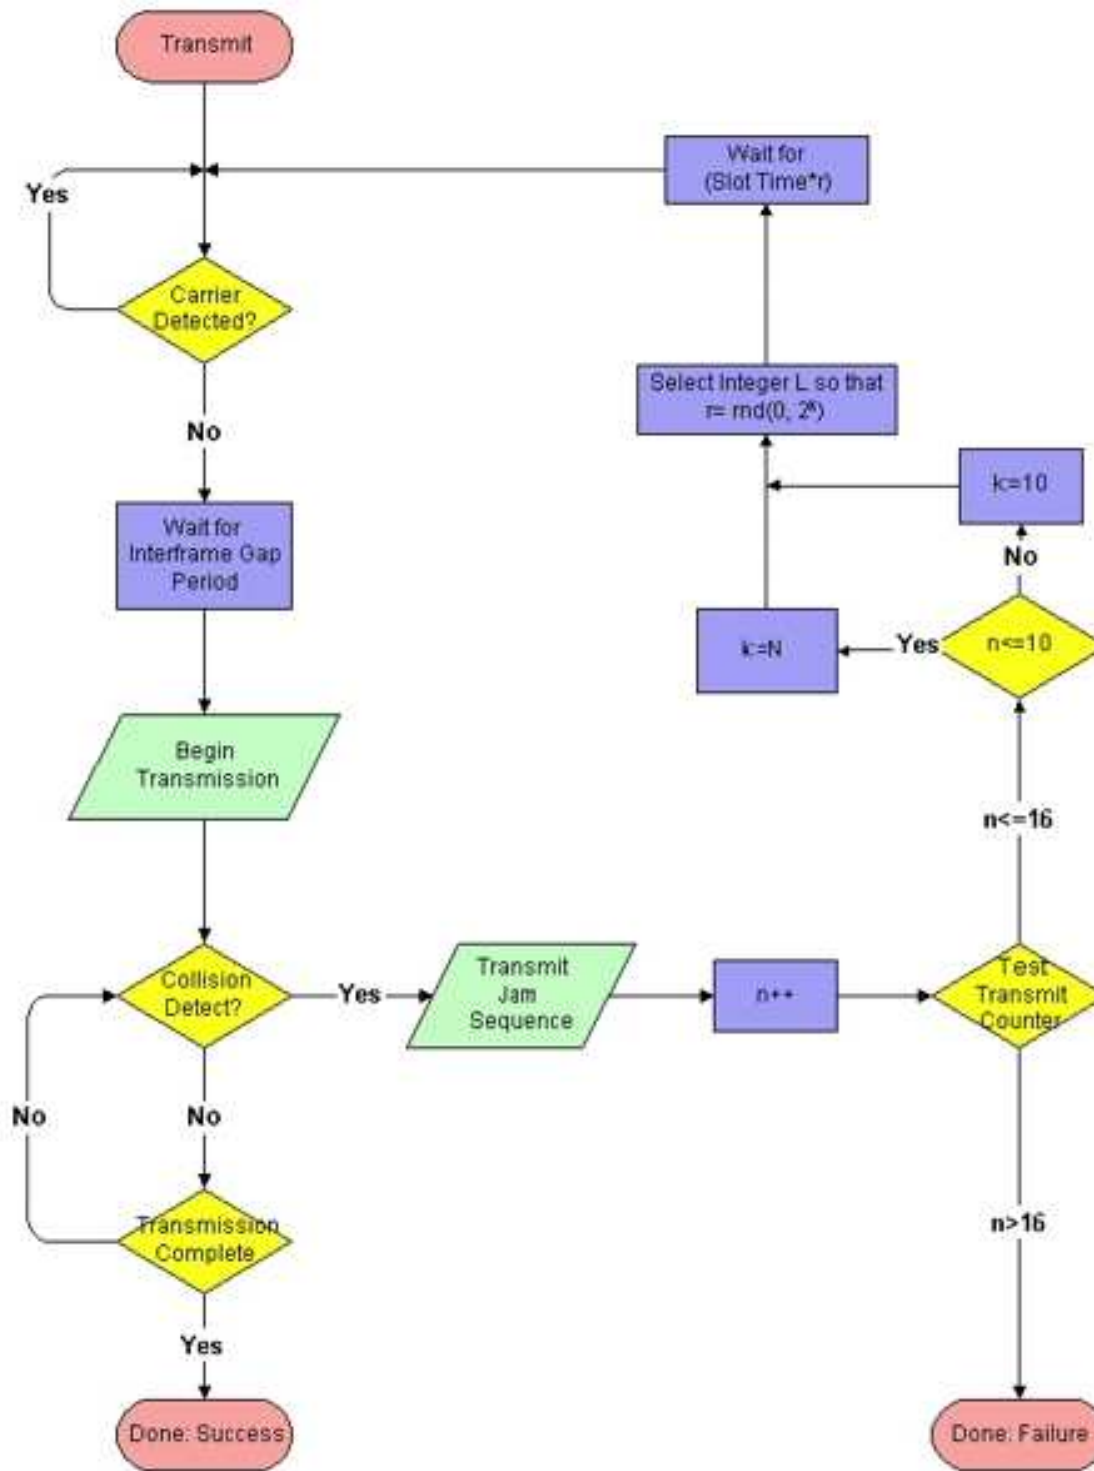 Transmit
Wait for
(Slot Time*r)
Yes
Carrier
Detected?
Select Integer L so that
r= rnd(0, 2ᵏ)
No
k:=10
Wait for
Interframe Gap
Period
No
k:=N
Yes
n<=10
Begin
Transmission
n<=16
Collision
Detect?
Yes
Transmit
Jam
Sequence
n++
Test
Transmit
Counter
No
No
Transmission
Complete
n>16
Yes
Done: Success
Done: Failure